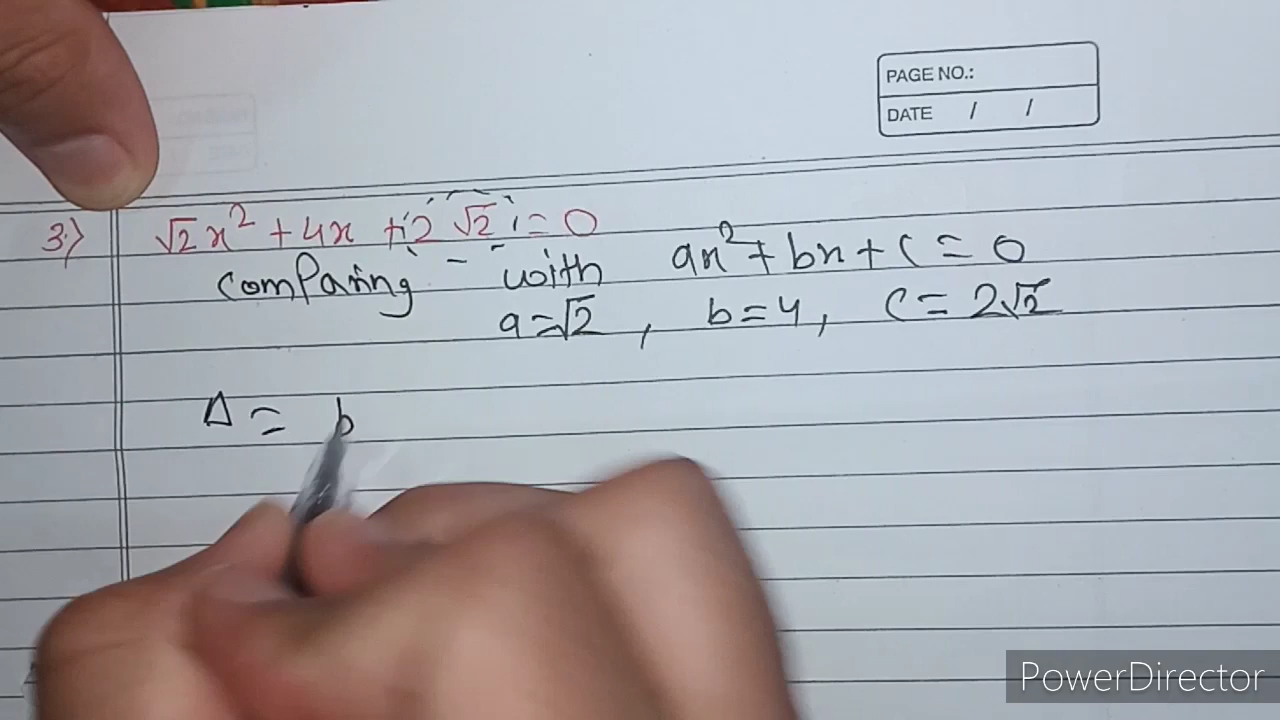 PAGE NO.:
DATE / /
3.) √2x² + 4x + 2√2 = 0
comparing with ax² + bx + c = 0
a = √2 , b = 4 , c = 2√2
Δ = b
PowerDirector